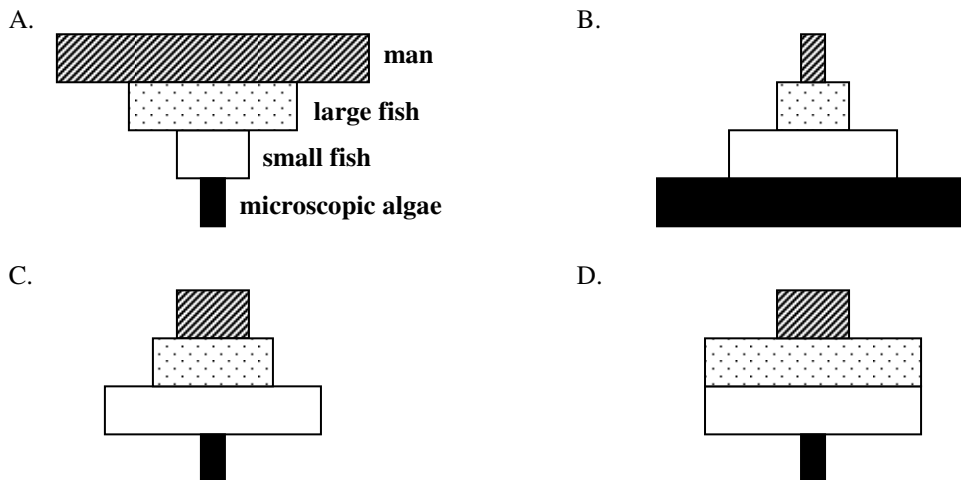 A.
B.
man
large fish
small fish
microscopic algae
C.
D.